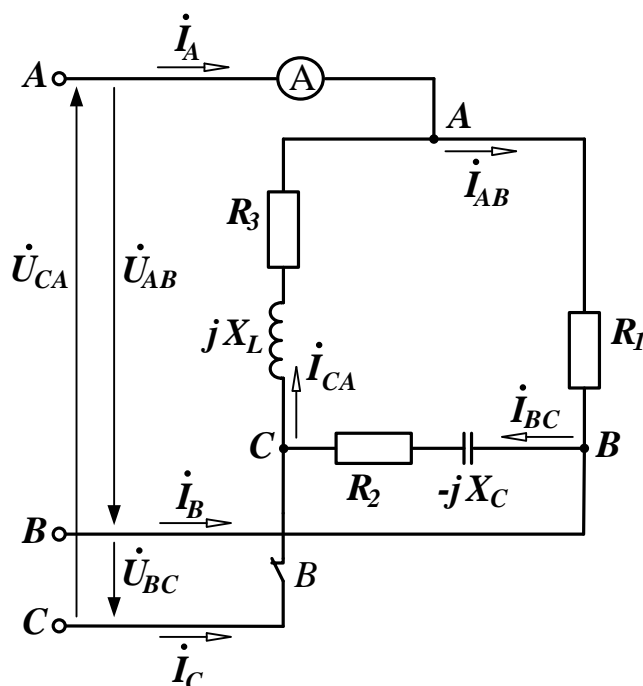 İ_A
A
A
A
İ_AB
R_3
U̇_CA
U̇_AB
jX_L
İ_CA
R_1
İ_BC
C
B
R_2
-jX_C
İ_B
B
U̇_BC
B
C
İ_C